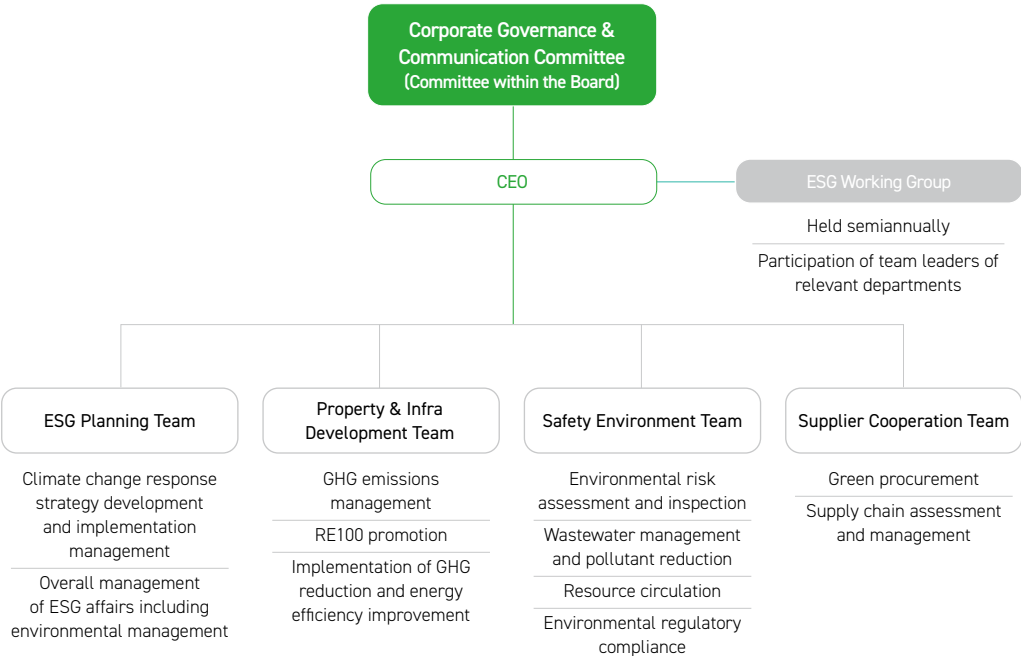 Corporate Governance &
Communication Committee
(Committee within the Board)
CEO
ESG Working Group
Held semiannually
Participation of team leaders of
relevant departments
ESG Planning Team
Climate change response
strategy development
and implementation
management
Overall management
of ESG affairs including
environmental management
Property & Infra
Development Team
GHG emissions
management
RE100 promotion
Implementation of GHG
reduction and energy
efficiency improvement
Safety Environment Team
Environmental risk
assessment and inspection
Wastewater management
and pollutant reduction
Resource circulation
Environmental regulatory
compliance
Supplier Cooperation Team
Green procurement
Supply chain assessment
and management